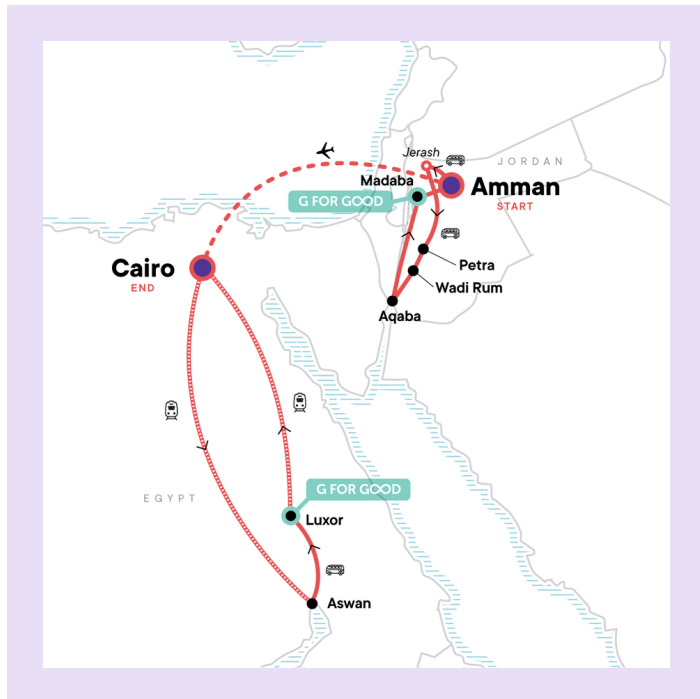 Jerash
JORDAN
Madaba
Amman
START
G FOR GOOD
Cairo
END
Petra
Wadi Rum
Aqaba
EGYPT
G FOR GOOD
Luxor
Aswan